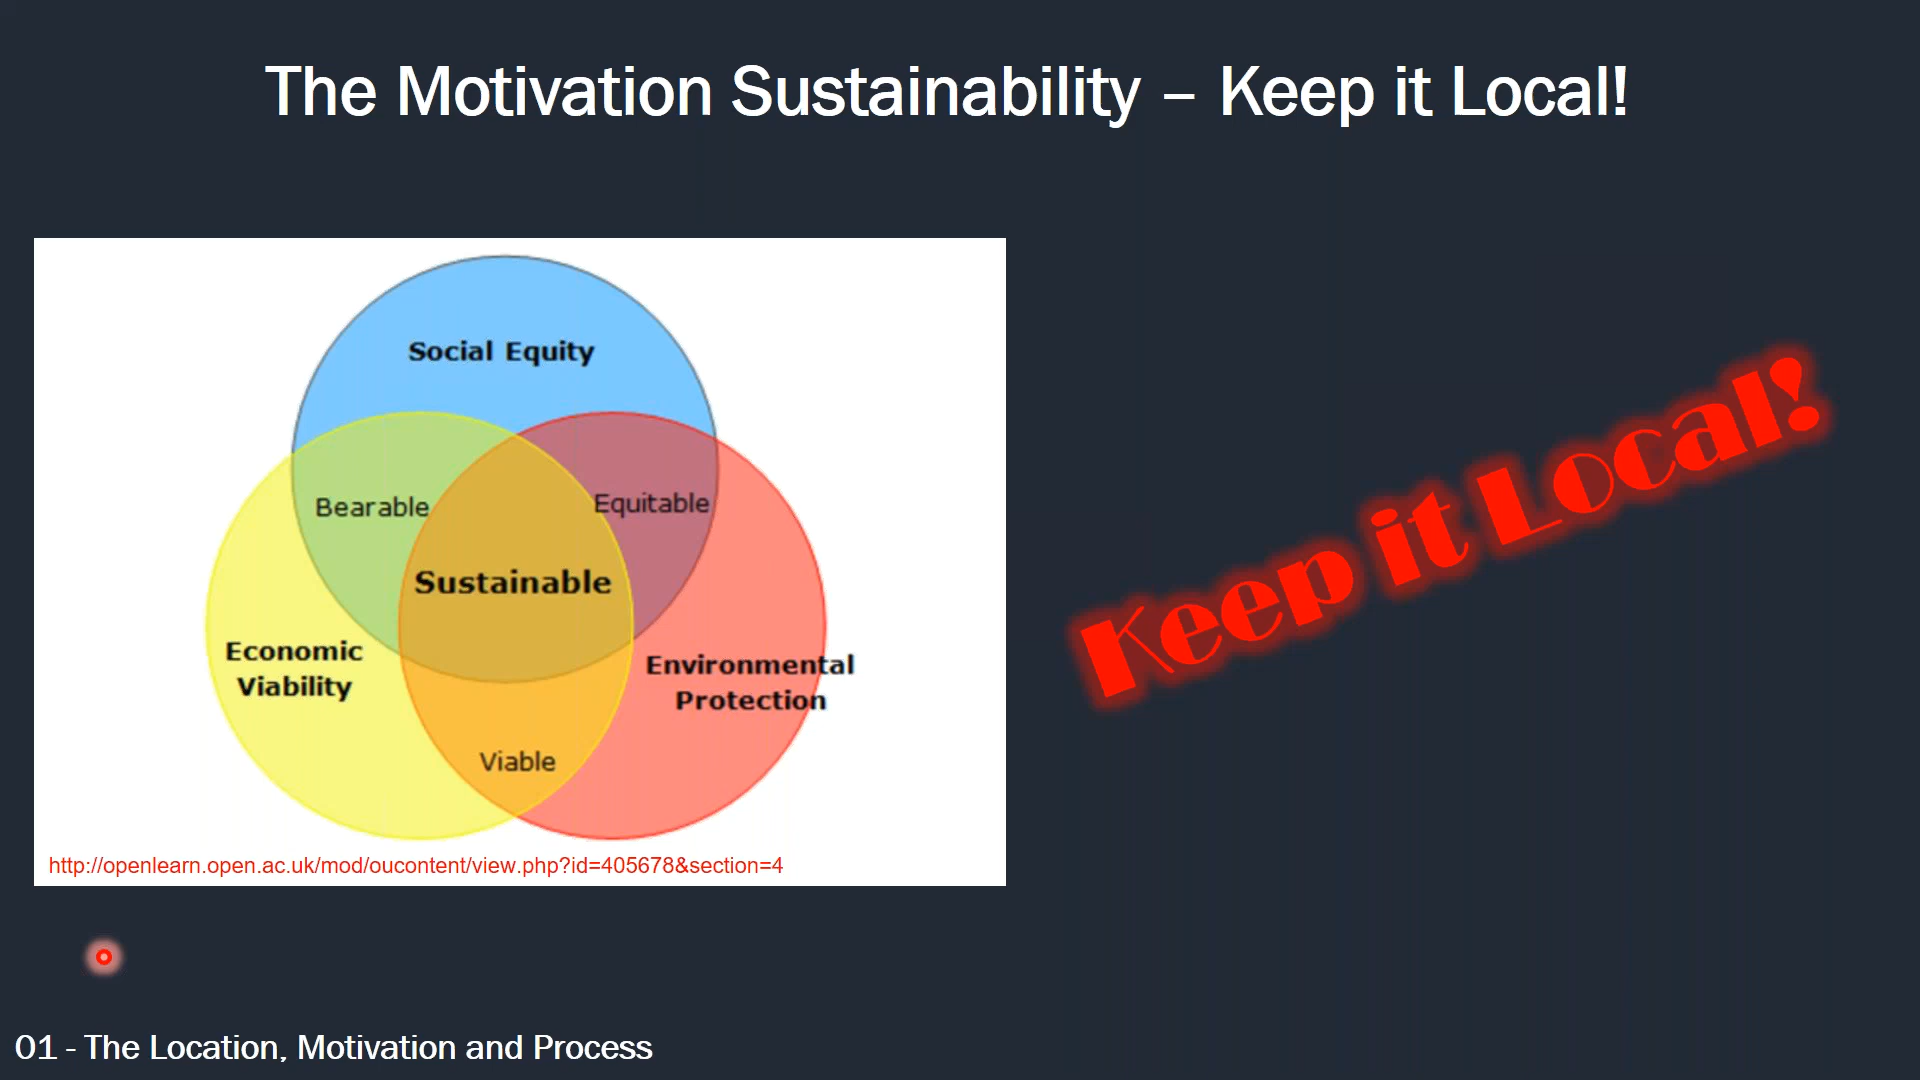 The Motivation Sustainability – Keep it Local!
Social Equity
Bearable
Equitable
Sustainable
Economic
Viability
Environmental
Protection
Viable
http://openlearn.open.ac.uk/mod/oucontent/view.php?id=405678&section=4
Keep it Local!
01 - The Location, Motivation and Process